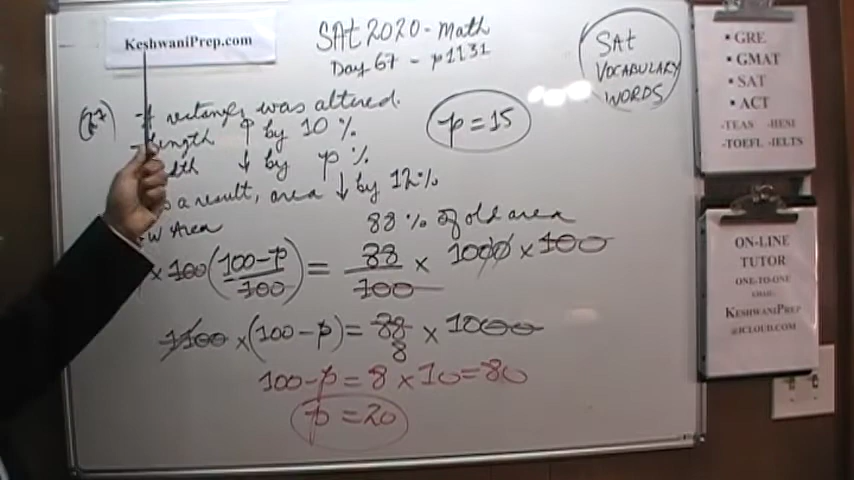 KeshwaniPrep.com
SAt 2020 - Math
Day 67 - p1131
SAt
VOCABULARY
WORDS
(27) A rectangle was altered.
Length ↑ by 10%
↓ by p%
a result, area ↓ by 12%
p = 15
88% of old area
Area
× 100 (100-p / 100) = 88 / 100 × 1000 × 100
1100 × (100 - p) = 88 × 1000
8
100-p = 8 × 10 = 80
p = 20
▪ GRE
▪ GMAT
▪ SAT
▪ ACT
-TEAS -HESI
-TOEFL -IELTS
ON-LINE
TUTOR
ONE-TO-ONE
KESHWANIPREP
@ICLOUD.COM